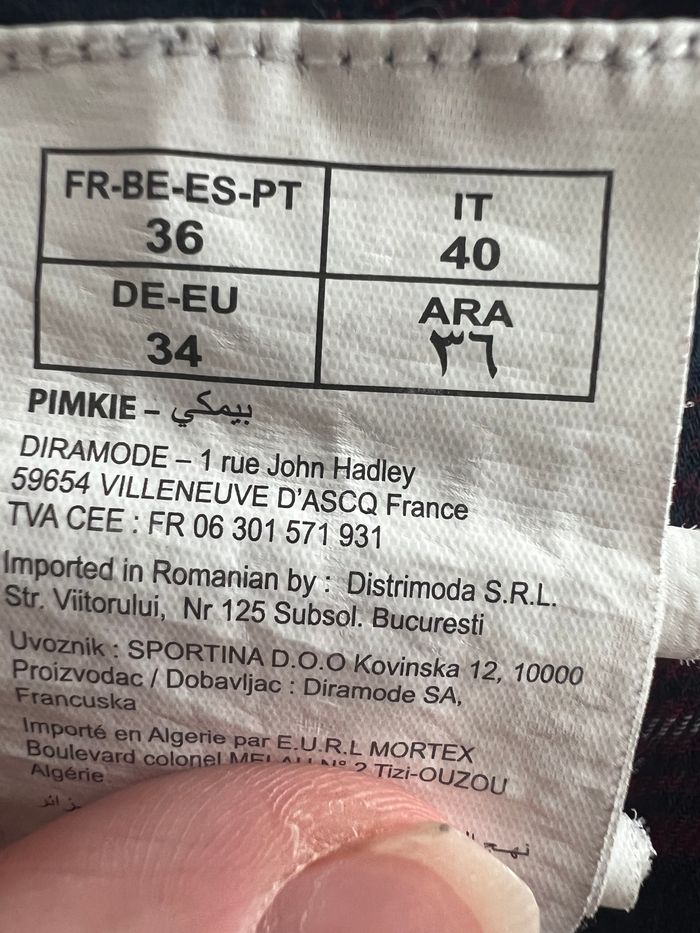 FR-BE-ES-PT
36
IT
40
DE-EU
34
ARA
٣٦
PIMKIE – بيمكي
DIRAMODE – 1 rue John Hadley
59654 VILLENEUVE D'ASCQ France
TVA CEE : FR 06 301 571 931
Imported in Romanian by : Distrimoda S.R.L.
Str. Viitorului, Nr 125 Subsol. Bucuresti
Uvoznik : SPORTINA D.O.O Kovinska 12, 10000
Proizvodac / Dobavljac : Diramode SA,
Francuska
Importé en Algerie par E.U.R.L MORTEX
Boulevard colonel N° 2 Tizi-OUZOU
Algérie
نهج